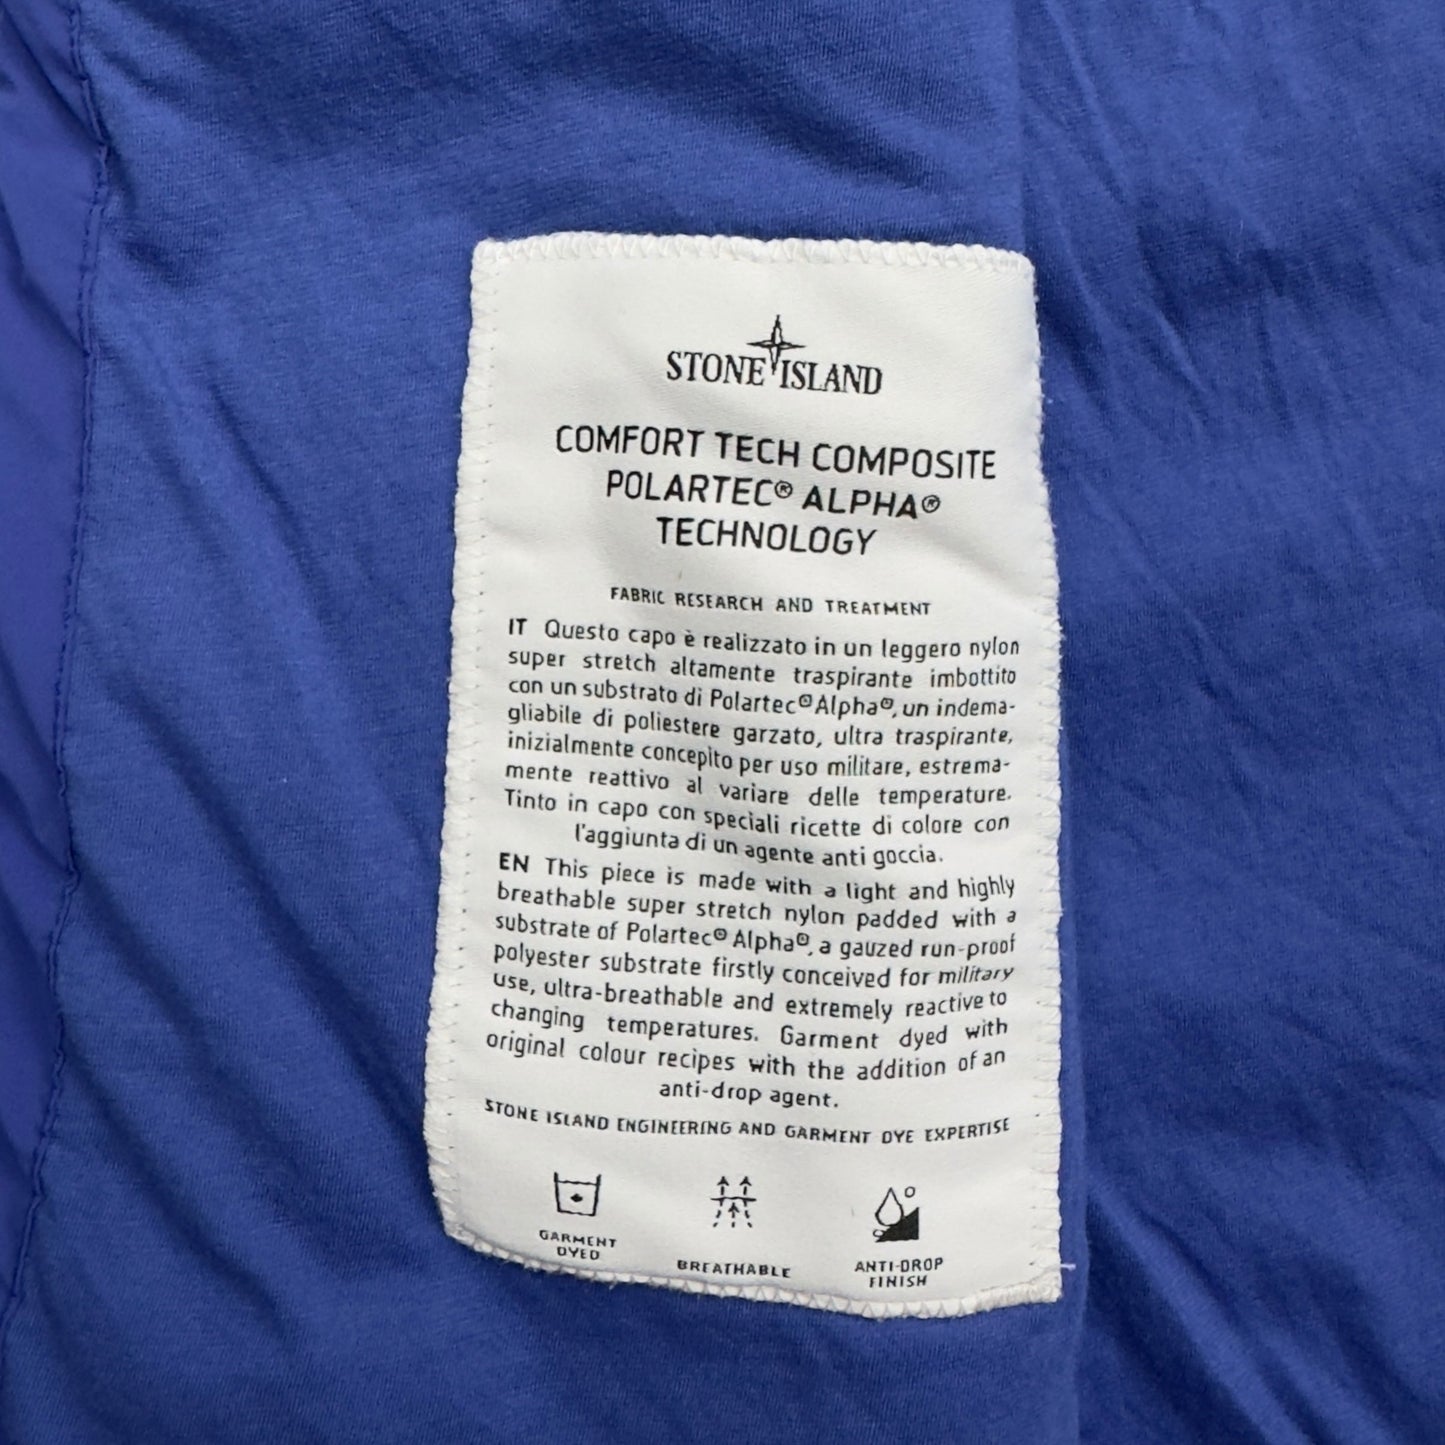 STONE ISLAND
COMFORT TECH COMPOSITE
POLARTEC® ALPHA®
TECHNOLOGY
FABRIC RESEARCH AND TREATMENT
IT Questo capo è realizzato in un leggero nylon
super stretch altamente traspirante imbottito
con un substrato di Polartec® Alpha®, un indema-
gliabile di poliestere garzato, ultra traspirante,
inizialmente concepito per uso militare, estrema-
mente reattivo al variare delle temperature.
Tinto in capo con speciali ricette di colore con
l'aggiunta di un agente anti goccia.
EN This piece is made with a light and highly
breathable super stretch nylon padded with a
substrate of Polartec® Alpha®, a gauzed run-proof
polyester substrate firstly conceived for military
use, ultra-breathable and extremely reactive to
changing temperatures. Garment dyed with
original colour recipes with the addition of an
anti-drop agent.
STONE ISLAND ENGINEERING AND GARMENT DYE EXPERTISE
GARMENT
DYED
BREATHABLE
ANTI-DROP
FINISH